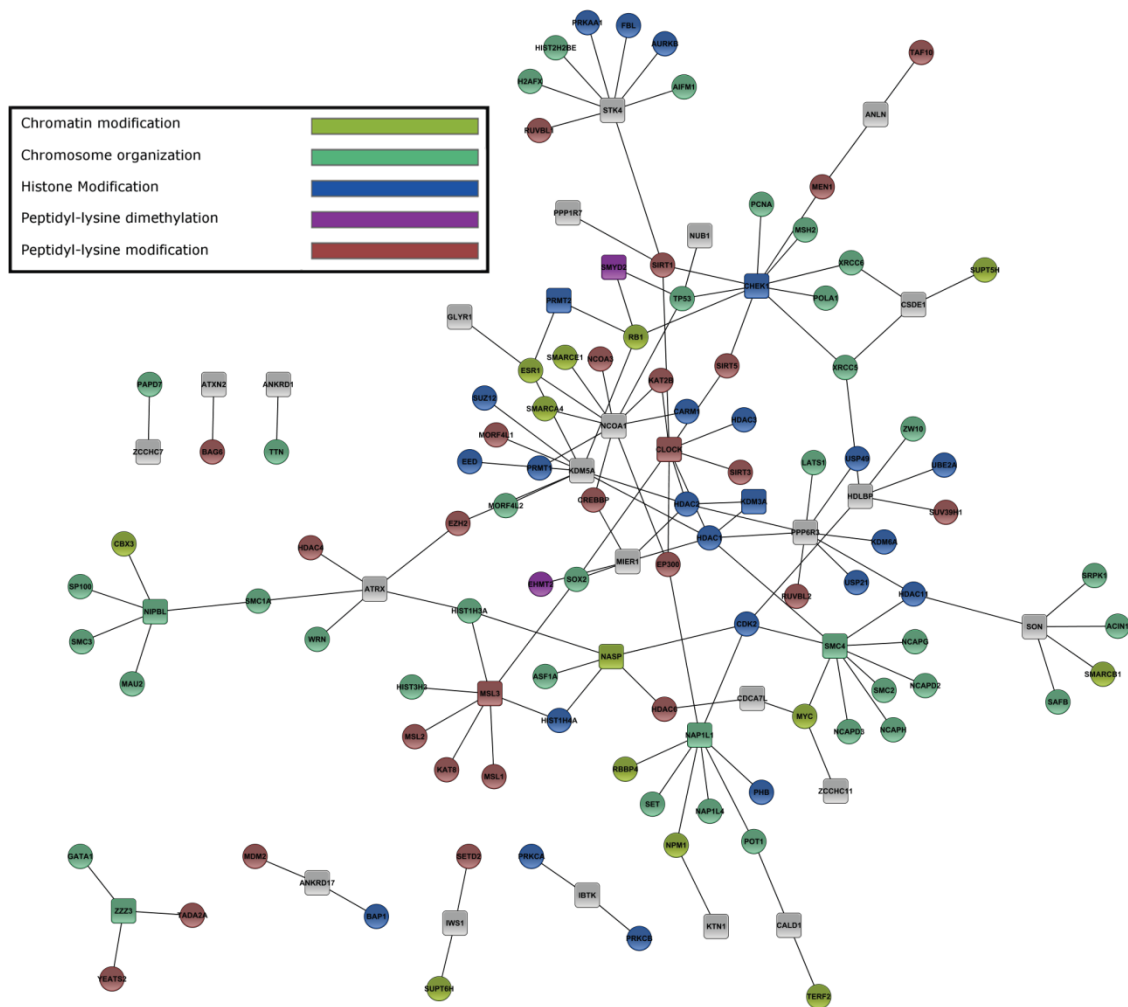 PRKAA1
FBL
HIST2H2BE
AURKB
TAF10
H2AFX
AIFM1
STK4
ANLN
Chromatin modification
RUVBL1
Chromosome organization
Histone Modification
MEN1
Peptidyl-lysine dimethylation
PCNA
PPP1R7
MSH2
Peptidyl-lysine modification
NUB1
SMYD2
SIRT1
XRCC6
SUPT5H
CHEK1
PRMT2
TP53
POLA1
CSDE1
GLYR1
RB1
SMARCE1
NCOA3
ESR1
SIRT5
XRCC5
PAPD7
ATXN2
ANKRD1
KAT2B
SUZ12
SMARCA4
CARM1
HDAC3
NCOA1
ZW10
MORF4L1
ZCCHC7
BAG6
TTN
CLOCK
USP49
LATS1
EED
PRMT1
KDM5A
SIRT3
UBE2A
HDLBP
MORF4L2
CREBBP
HDAC2
KDM3A
SUV39H1
EZH2
PPP6R3
CBX3
HDAC4
HDAC1
KDM6A
MIER1
EP300
SP100
EHMT2
SOX2
USP21
ATRX
RUVBL2
HDAC11
SRPK1
NIPBL
SMC1A
HIST1H3A
CDK2
SON
ACIN1
SMC3
WRN
NASP
SMC4
NCAPG
ASF1A
SMARCB1
MAU2
HIST3H3
MSL3
SMC2
NCAPD2
CDCA7L
SAFB
HIST1H4A
HDAC6
MYC
NCAPD3
NCAPH
MSL2
NAP1L1
KAT8
MSL1
RBBP4
PHB
ZCCHC11
SET
NAP1L4
NPM1
POT1
GATA1
MDM2
SETD2
PRKCA
ANKRD17
IBTK
ZZZ3
TADA2A
BAP1
IWS1
KTN1
CALD1
PRKCB
YEATS2
SUPT6H
TERF2